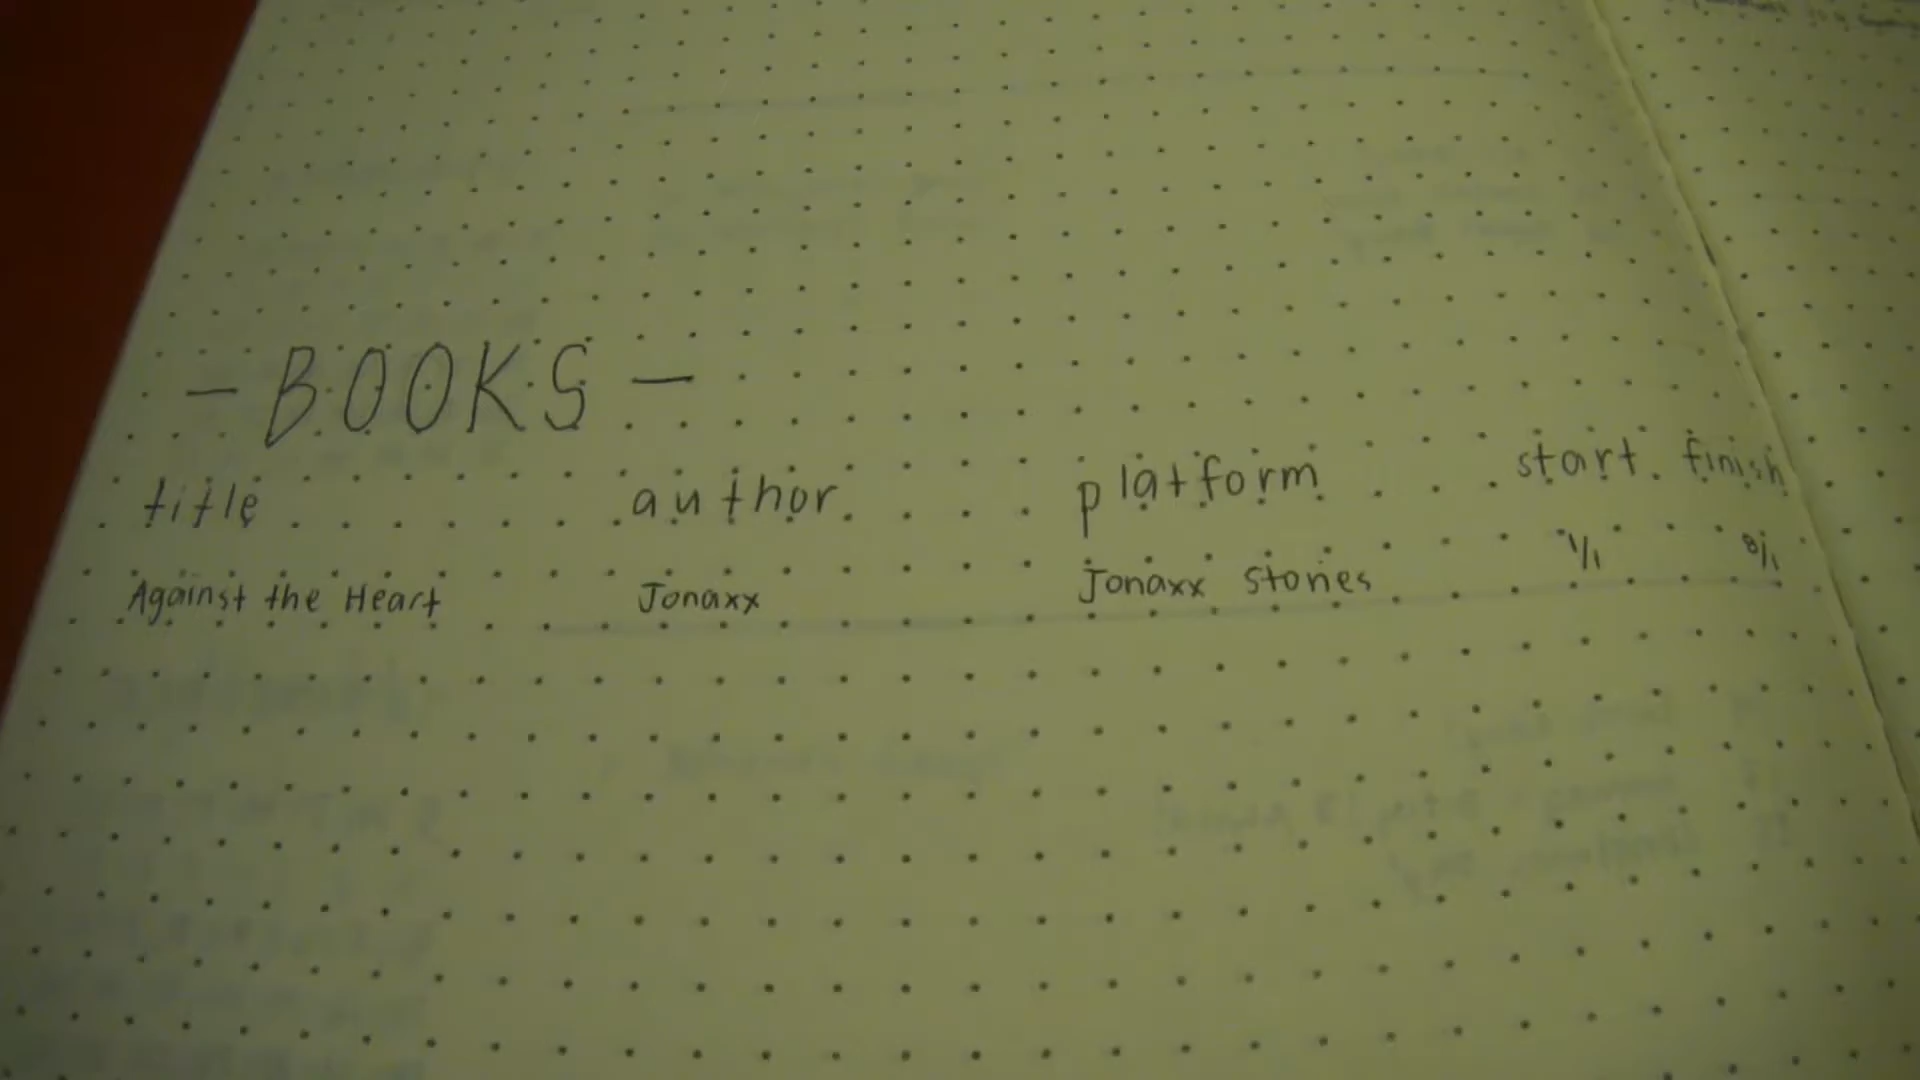 - BOOKS -
title author platform start finish
Against the Heart Jonaxx Jonaxx Stories 1/1 8/1